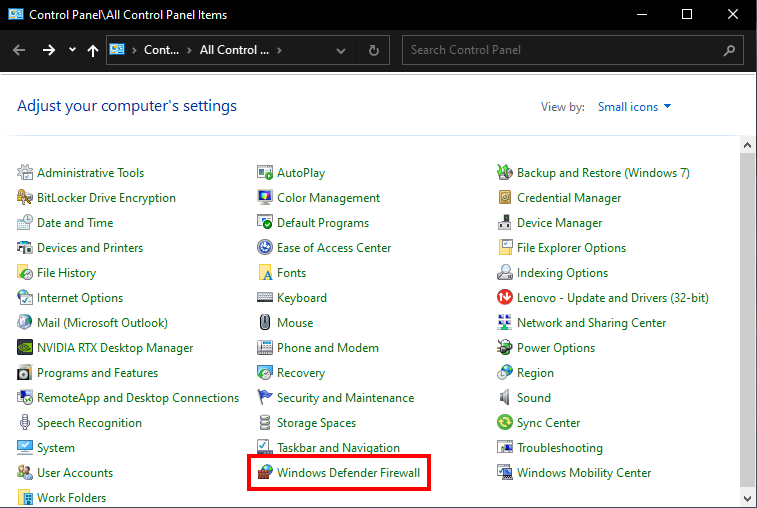 Control Panel\All Control Panel Items
Cont... All Control ... Search Control Panel
Adjust your computer's settings
View by: Small icons
Administrative Tools AutoPlay Backup and Restore (Windows 7)
BitLocker Drive Encryption Color Management Credential Manager
Date and Time Default Programs Device Manager
Devices and Printers Ease of Access Center File Explorer Options
File History Fonts Indexing Options
Internet Options Keyboard Lenovo - Update and Drivers (32-bit)
Mail (Microsoft Outlook) Mouse Network and Sharing Center
NVIDIA RTX Desktop Manager Phone and Modem Power Options
Programs and Features Recovery Region
RemoteApp and Desktop Connections Security and Maintenance Sound
Speech Recognition Storage Spaces Sync Center
System Taskbar and Navigation Troubleshooting
User Accounts Windows Defender Firewall Windows Mobility Center
Work Folders